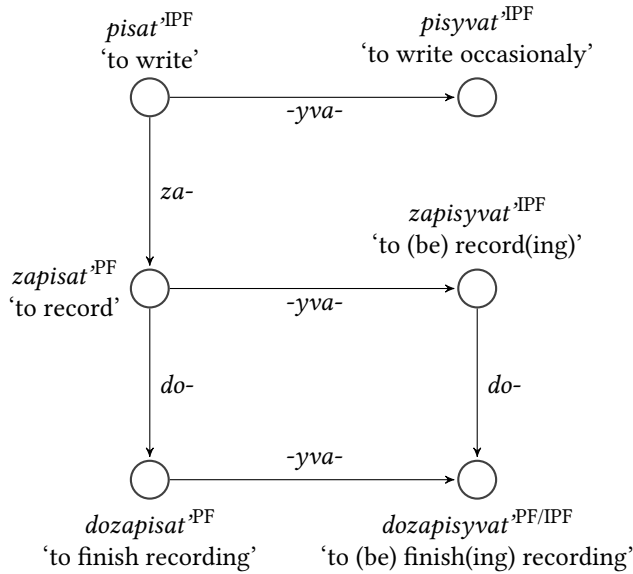 pisat’IPF
‘to write’
pisyvat’IPF
‘to write occasionaly’
-yva-
za-
zapisyvat’IPF
‘to (be) record(ing)’
zapisat’PF
‘to record’
-yva-
do-
do-
-yva-
dozapisat’PF
‘to finish recording’
dozapisyvat’PF/IPF
‘to (be) finish(ing) recording’